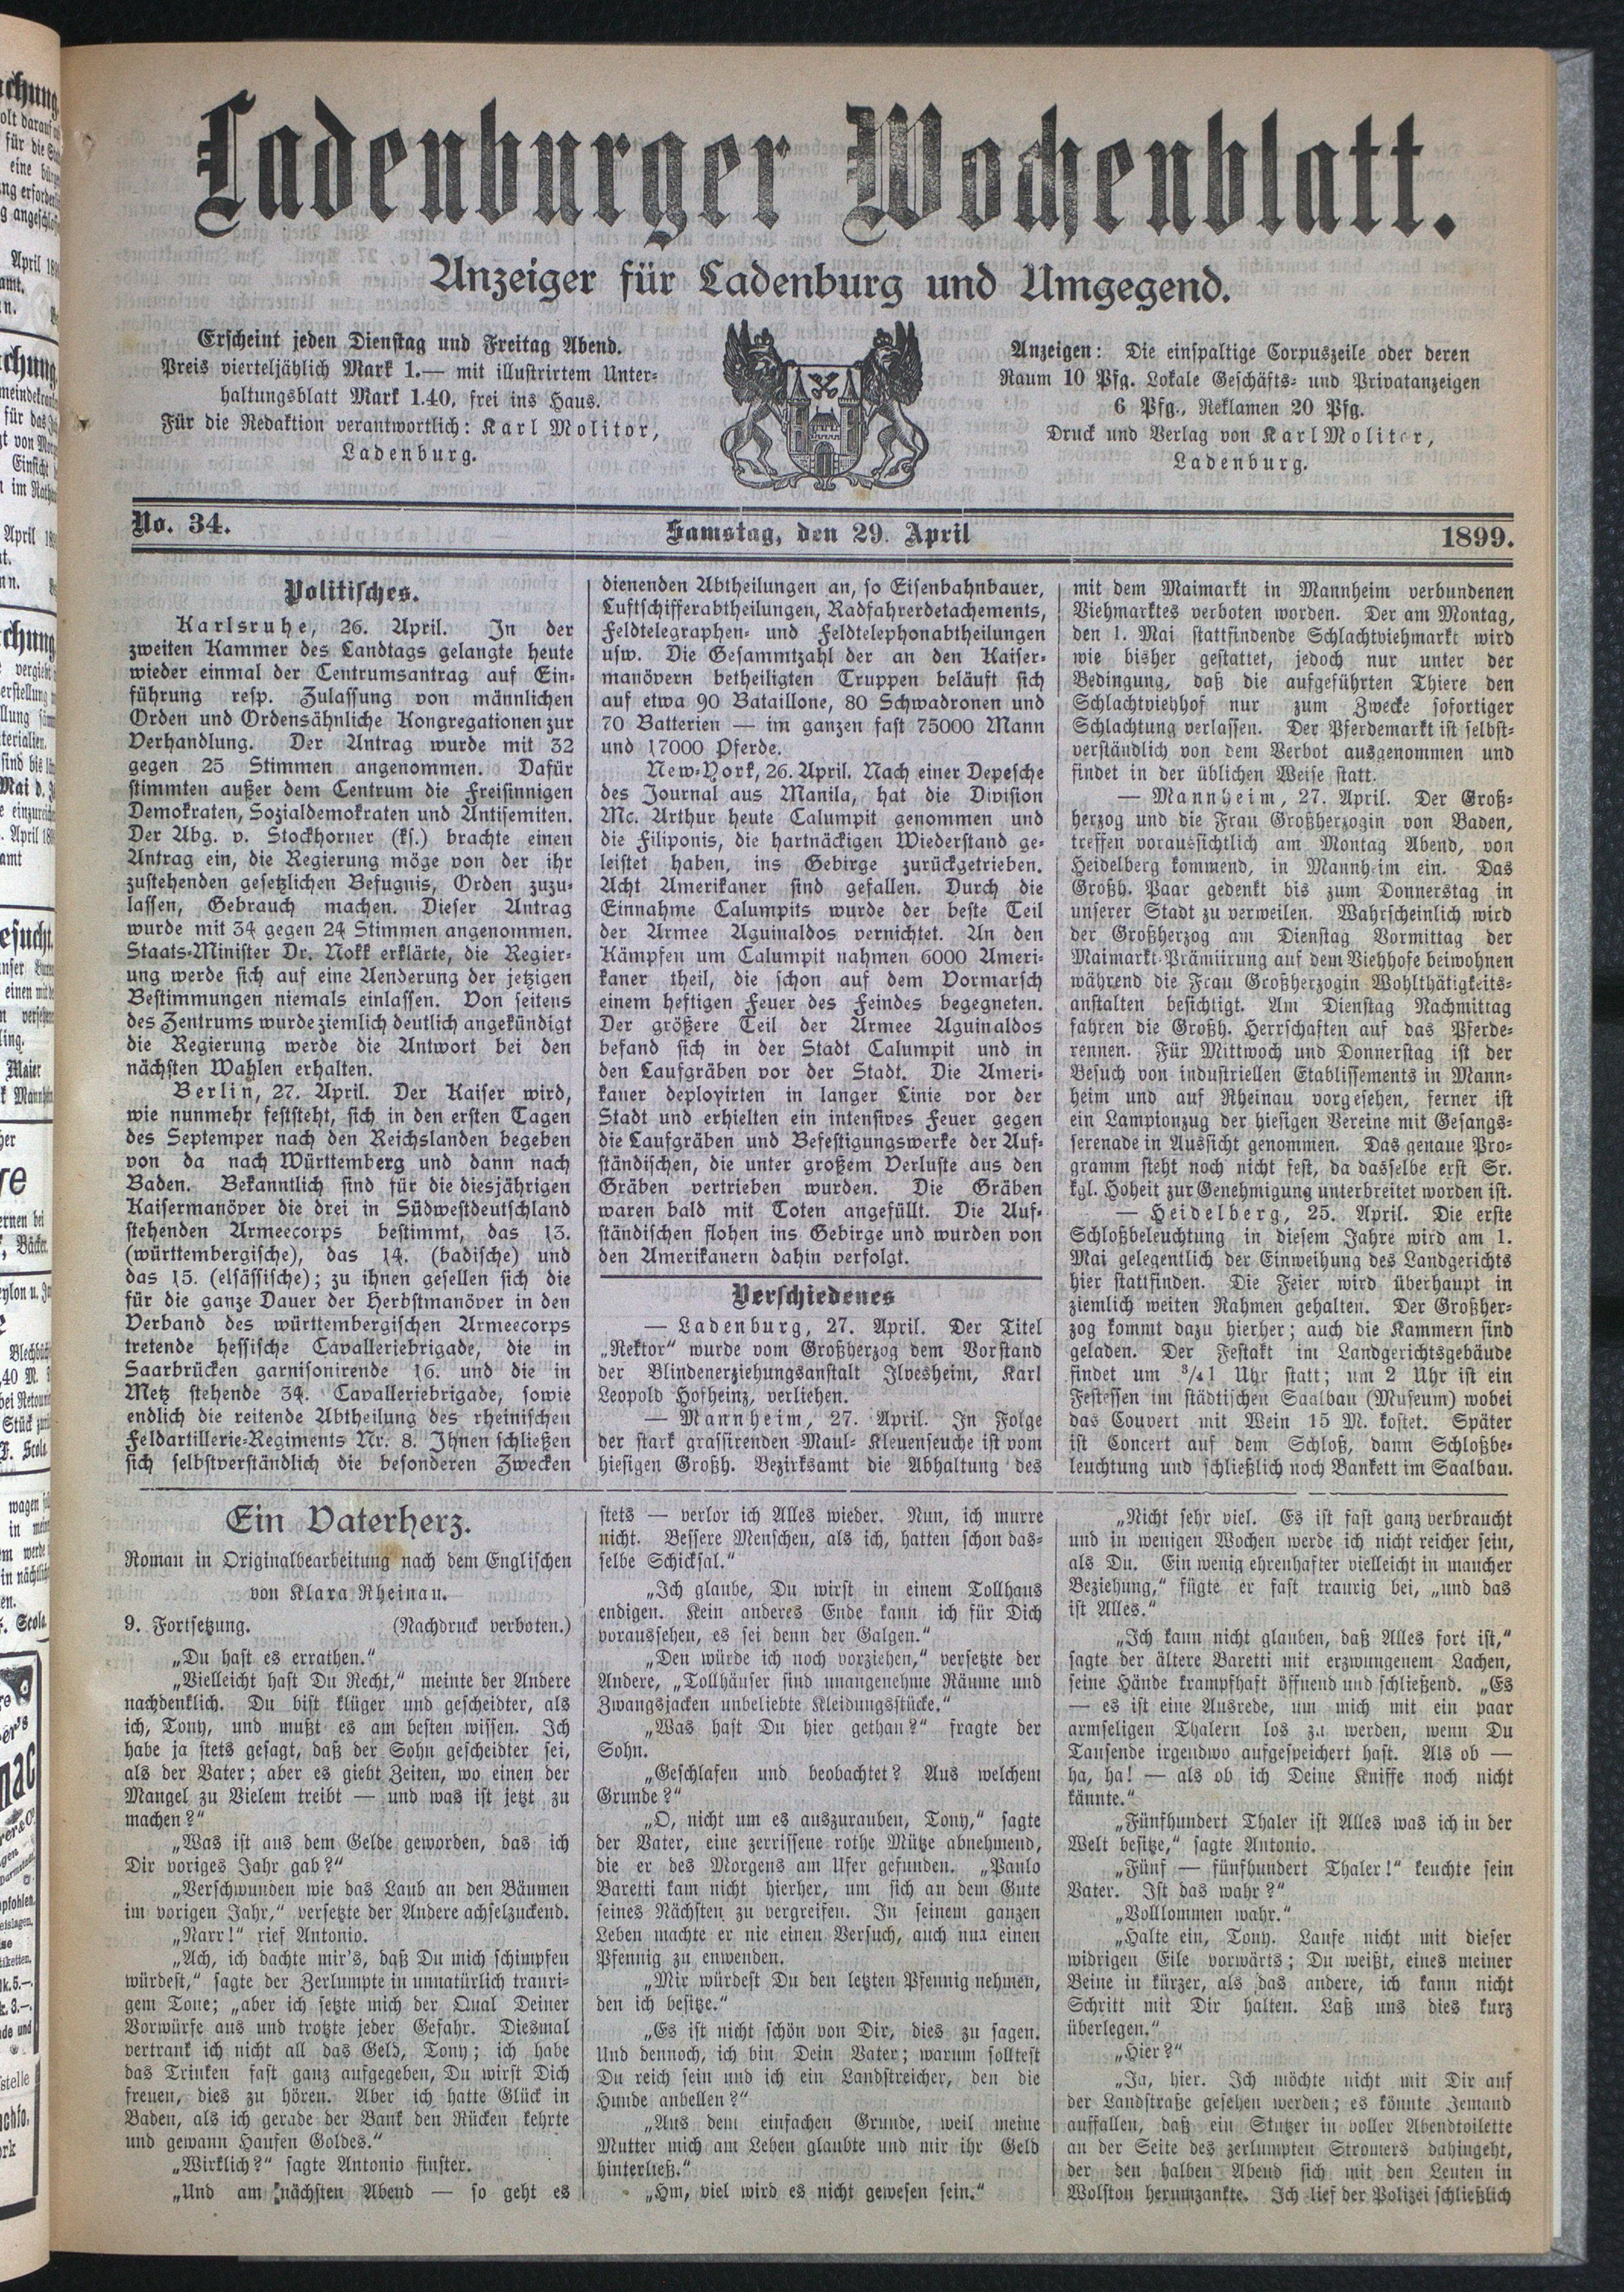 Ladenburger Wochenblatt.
Anzeiger für Ladenburg und Umgegend.
Erscheint jeden Dienstag und Freitag Abend.
Preis vierteljählich Mark 1.— mit illustrirtem Unter-
haltungsblatt Mark 1.40, frei ins Haus.
Für die Redaktion verantwortlich: Karl Molitor,
Ladenburg.
Anzeigen: Die einspaltige Corpuszeile oder deren
Raum 10 Pfg. Lokale Geschäfts- und Privatanzeigen
6 Pfg., Reklamen 20 Pfg.
Druck und Verlag von Karl Molitor,
Ladenburg.
No. 34.
Samstag, den 29. April
1899.
Politisches.
Karlsruhe, 26. April. In der
zweiten Kammer des Landtags gelangte heute
wieder einmal der Centrumsantrag auf Ein-
führung resp. Zulassung von männlichen
Orden und Ordensähnliche Kongregationen zur
Verhandlung. Der Antrag wurde mit 32
gegen 25 Stimmen angenommen. Dafür
stimmten außer dem Centrum die Freisinnigen
Demokraten, Sozialdemokraten und Antisemiten.
Der Abg. v. Stockhorner (ks.) brachte einen
Antrag ein, die Regierung möge von der ihr
zustehenden gesetzlichen Befugnis, Orden zuzu-
lassen, Gebrauch machen. Dieser Antrag
wurde mit 34 gegen 24 Stimmen angenommen.
Staats-Minister Dr. Nokk erklärte, die Regier-
ung werde sich auf eine Aenderung der jetzigen
Bestimmungen niemals einlassen. Von seitens
des Zentrums wurde ziemlich deutlich angekündigt
die Regierung werde die Antwort bei den
nächsten Wahlen erhalten.
Berlin, 27. April. Der Kaiser wird,
wie nunmehr feststeht, sich in den ersten Tagen
des Septemper nach den Reichslanden begeben
von da nach Württemberg und dann nach
Baden. Bekanntlich sind für die diesjährigen
Kaisermanöver die drei in Südwestdeutschland
stehenden Armeecorps bestimmt, das 13.
(württembergische), das 14. (badische) und
das 15. (elsässische); zu ihnen gesellen sich die
für die ganze Dauer der Herbstmanöver in den
Verband des württembergischen Armeecorps
tretende hessische Cavalleriebrigade, die in
Saarbrücken garnisonirende 16. und die in
Metz stehende 34. Cavalleriebrigade, sowie
endlich die reitende Abtheilung des rheinischen
Feldartillerie-Regiments Nr. 8. Ihnen schließen
sich selbstverständlich die besonderen Zwecken
dienenden Abtheilungen an, so Eisenbahnbauer,
Luftschifferabtheilungen, Radfahrerdetachements,
Feldtelegraphen- und Feldtelephonabtheilungen
usw. Die Gesammtzahl der an den Kaiser-
manövern betheiligten Truppen beläuft sich
auf etwa 90 Bataillone, 80 Schwadronen und
70 Batterien — im ganzen fast 75000 Mann
und 17000 Pferde.
New-York, 26. April. Nach einer Depesche
des Journal aus Manila, hat die Division
Mc. Arthur heute Calumpit genommen und
die Filiponis, die hartnäckigen Wiederstand ge-
leistet haben, ins Gebirge zurückgetrieben.
Acht Amerikaner sind gefallen. Durch die
Einnahme Calumpits wurde der beste Teil
der Armee Aguinaldos vernichtet. An den
Kämpfen um Calumpit nahmen 6000 Ameri-
kaner theil, die schon auf dem Vormarsch
einem heftigen Feuer des Feindes begegneten.
Der größere Teil der Armee Aguinaldos
befand sich in der Stadt Calumpit und in
den Laufgräben vor der Stadt. Die Ameri-
kaner deployirten in langer Linie vor der
Stadt und erhielten ein intensives Feuer gegen
die Laufgräben und Befestigungswerke der Auf-
ständischen, die unter großem Verluste aus den
Gräben vertrieben wurden. Die Gräben
waren bald mit Toten angefüllt. Die Auf-
ständischen flohen ins Gebirge und wurden von
den Amerikanern dahin verfolgt.
Verschiedenes
— Ladenburg, 27. April. Der Titel
„Rektor“ wurde vom Großherzog dem Vorstand
der Blindenerziehungsanstalt Ilvesheim, Karl
Leopold Hofheinz, verliehen.
— Mannheim, 27. April. In Folge
der stark grassirenden Maul- Kleuenseuche ist vom
hiesigen Großh. Bezirksamt die Abhaltung des
mit dem Maimarkt in Mannheim verbundenen
Viehmarktes verboten worden. Der am Montag,
den 1. Mai stattfindende Schlachtviehmarkt wird
wie bisher gestattet, jedoch nur unter der
Bedingung, daß die aufgeführten Thiere den
Schlachtviehhof nur zum Zwecke sofortiger
Schlachtung verlassen. Der Pferdemarkt ist selbst-
verständlich von dem Verbot ausgenommen und
findet in der üblichen Weise statt.
— Mannheim, 27. April. Der Groß-
herzog und die Frau Großherzogin von Baden,
treffen voraussichtlich am Montag Abend, von
Heidelberg kommend, in Mannheim ein. Das
Großh. Paar gedenkt bis zum Donnerstag in
unserer Stadt zu verweilen. Wahrscheinlich wird
der Großherzog am Dienstag Vormittag der
Maimarkt-Prämiirung auf dem Viehhofe beiwohnen
während die Frau Großherzogin Wohlthätigkeits-
anstalten besichtigt. Am Dienstag Nachmittag
fahren die Großh. Herrschaften auf das Pferde-
rennen. Für Mittwoch und Donnerstag ist der
Besuch von industriellen Etablissements in Mann-
heim und auf Rheinau vorgesehen, ferner ist
ein Lampionzug der hiesigen Vereine mit Gesangs-
serenade in Aussicht genommen. Das genaue Pro-
gramm steht noch nicht fest, da dasselbe erst Sr.
kgl. Hoheit zur Genehmigung unterbreitet worden ist.
— Heidelberg, 25. April. Die erste
Schloßbeleuchtung in diesem Jahre wird am 1.
Mai gelegentlich der Einweihung des Landgerichts
hier stattfinden. Die Feier wird überhaupt in
ziemlich weiten Rahmen gehalten. Der Großher-
zog kommt dazu hierher; auch die Kammern sind
geladen. Der Festakt im Landgerichtsgebäude
findet um ³/₄1 Uhr statt; um 2 Uhr ist ein
Festessen im städtischen Saalbau (Museum) wobei
das Couvert mit Wein 15 M. kostet. Später
ist Concert auf dem Schloß, dann Schloßbe-
leuchtung und schließlich noch Bankett im Saalbau.
Ein Vaterherz.
Roman in Originalbearbeitung nach dem Englischen
von Klara Rheinau.
9. Fortsetzung. (Nachdruck verboten.)
„Du hast es errathen.“
„Vielleicht hast Du Recht,“ meinte der Andere
nachdenklich. Du bist klüger und gescheidter, als
ich, Tony, und mußt es am besten wissen. Ich
habe ja stets gesagt, daß der Sohn gescheidter sei,
als der Vater; aber es giebt Zeiten, wo einen der
Mangel zu Vielem treibt — und was ist jetzt zu
machen?“
„Was ist aus dem Gelde geworden, das ich
Dir voriges Jahr gab?“
„Verschwunden wie das Laub an den Bäumen
im vorigen Jahr,“ versetzte der Andere achselzuckend.
„Narr!“ rief Antonio.
„Ach, ich dachte mir's, daß Du mich schimpfen
würdest,“ sagte der Zerlumpte in unnatürlich trauri-
gem Tone; „aber ich setzte mich der Qual Deiner
Vorwürfe aus und trotzte jeder Gefahr. Diesmal
vertrank ich nicht all das Geld, Tony; ich habe
das Trinken fast ganz aufgegeben, Du wirst Dich
freuen, dies zu hören. Aber ich hatte Glück in
Baden, als ich gerade der Bank den Rücken kehrte
und gewann Haufen Goldes.“
„Wirklich?“ sagte Antonio finster.
„Und am nächsten Abend — so geht es
stets — verlor ich Alles wieder. Nun, ich murre
nicht. Bessere Menschen, als ich, hatten schon das-
selbe Schicksal.“
„Ich glaube, Du wirst in einem Tollhaus
endigen. Kein anderes Ende kann ich für Dich
voraussehen, es sei denn der Galgen.“
„Den würde ich noch vorziehen,“ versetzte der
Andere, „Tollhäuser sind unangenehme Räume und
Zwangsjacken unbeliebte Kleidungsstücke.“
„Was hast Du hier gethan?“ fragte der
Sohn.
„Geschlafen und beobachtet? Aus welchem
Grunde?“
„O, nicht um es auszurauben, Tony,“ sagte
der Vater, eine zerrissene rothe Mütze abnehmend,
die er des Morgens am Ufer gefunden. „Paulo
Baretti kam nicht hierher, um sich an dem Gute
seines Nächsten zu vergreifen. In seinem ganzen
Leben machte er nie einen Versuch, auch nur einen
Pfennig zu enwenden.
„Mir würdest Du den letzten Pfennig nehmen,
den ich besitze.“
„Es ist nicht schön von Dir, dies zu sagen.
Und dennoch, ich bin Dein Vater; warum solltest
Du reich sein und ich ein Landstreicher, den die
Hunde anbellen?“
„Aus dem einfachen Grunde, weil meine
Mutter mich am Leben glaubte und mir ihr Geld
hinterließ.“
„Hm, viel wird es nicht gewesen sein.“
„Nicht sehr viel. Es ist fast ganz verbraucht
und in wenigen Wochen werde ich nicht reicher sein,
als Du. Ein wenig ehrenhafter vielleicht in mancher
Beziehung,“ fügte er fast traurig bei, „und das
ist Alles.“
„Ich kann nicht glauben, daß Alles fort ist,“
sagte der ältere Baretti mit erzwungenem Lachen,
seine Hände krampfhaft öffnend und schließend. „Es
— es ist eine Ausrede, um mich mit ein paar
armseligen Thalern los zu werden, wenn Du
Tausende irgendwo aufgespeichert hast. Als ob —
ha, ha! — als ob ich Deine Kniffe noch nicht
kännte.“
„Fünfhundert Thaler ist Alles was ich in der
Welt besitze,“ sagte Antonio.
„Fünf — fünfhundert Thaler!“ keuchte sein
Vater. Ist das wahr?“
„Volllommen wahr.“
„Halte ein, Tony. Laufe nicht mit dieser
widrigen Eile vorwärts; Du weißt, eines meiner
Beine in kürzer, als das andere, ich kann nicht
Schritt mit Dir halten. Laß uns dies kurz
überlegen.“
„Hier?“
„Ja, hier. Ich möchte nicht mit Dir auf
der Landstraße gesehen werden; es könnte Jemand
auffallen, daß ein Stutzer in voller Abendtoilette
an der Seite des zerlumpten Stromers dahingeht,
der den halben Abend sich mit den Leuten in
Wolston herumzankte. Ich lief der Polizei schließlich